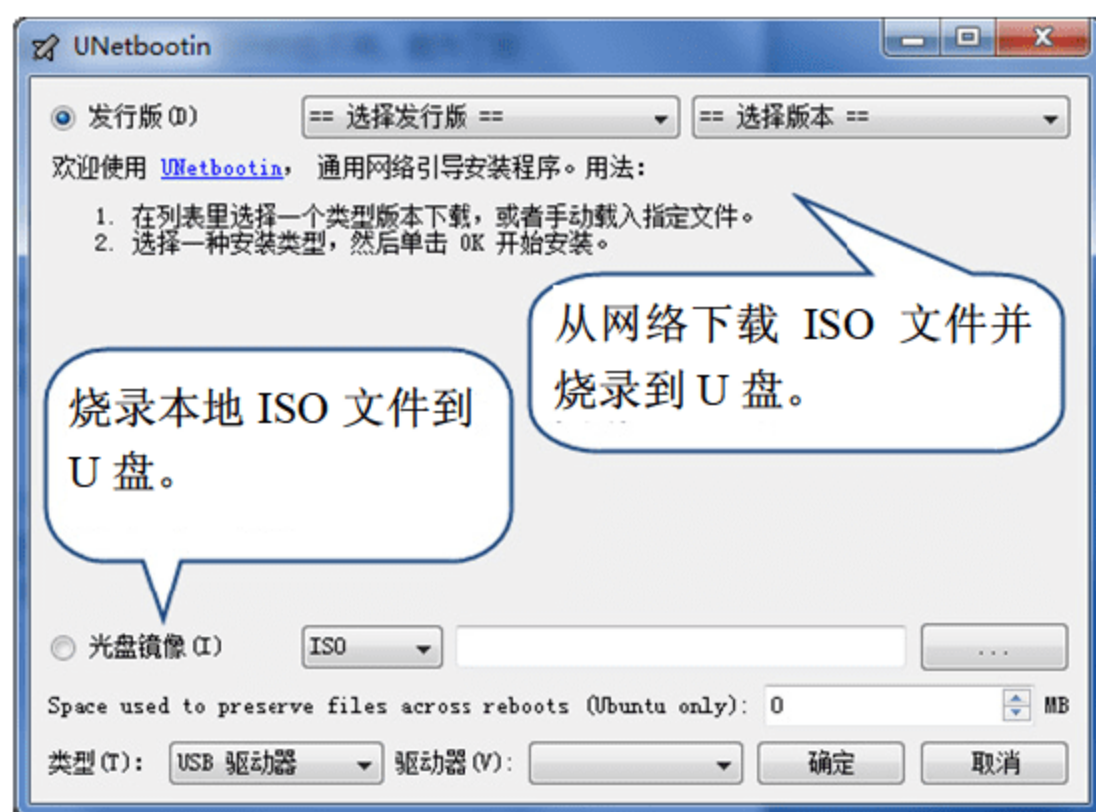 UNetbootin
发行版(D) == 选择发行版 == == 选择版本 ==
欢迎使用 UNetbootin， 通用网络引导安装程序。用法：
1. 在列表里选择一个类型版本下载，或者手动载入指定文件。
2. 选择一种安装类型，然后单击 OK 开始安装。
从网络下载 ISO 文件并
烧录到 U 盘。
烧录本地 ISO 文件到
U 盘。
光盘镜像(I) ISO ...
Space used to preserve files across reboots (Ubuntu only): 0 MB
类型(T)： USB 驱动器 驱动器(V): 确定 取消